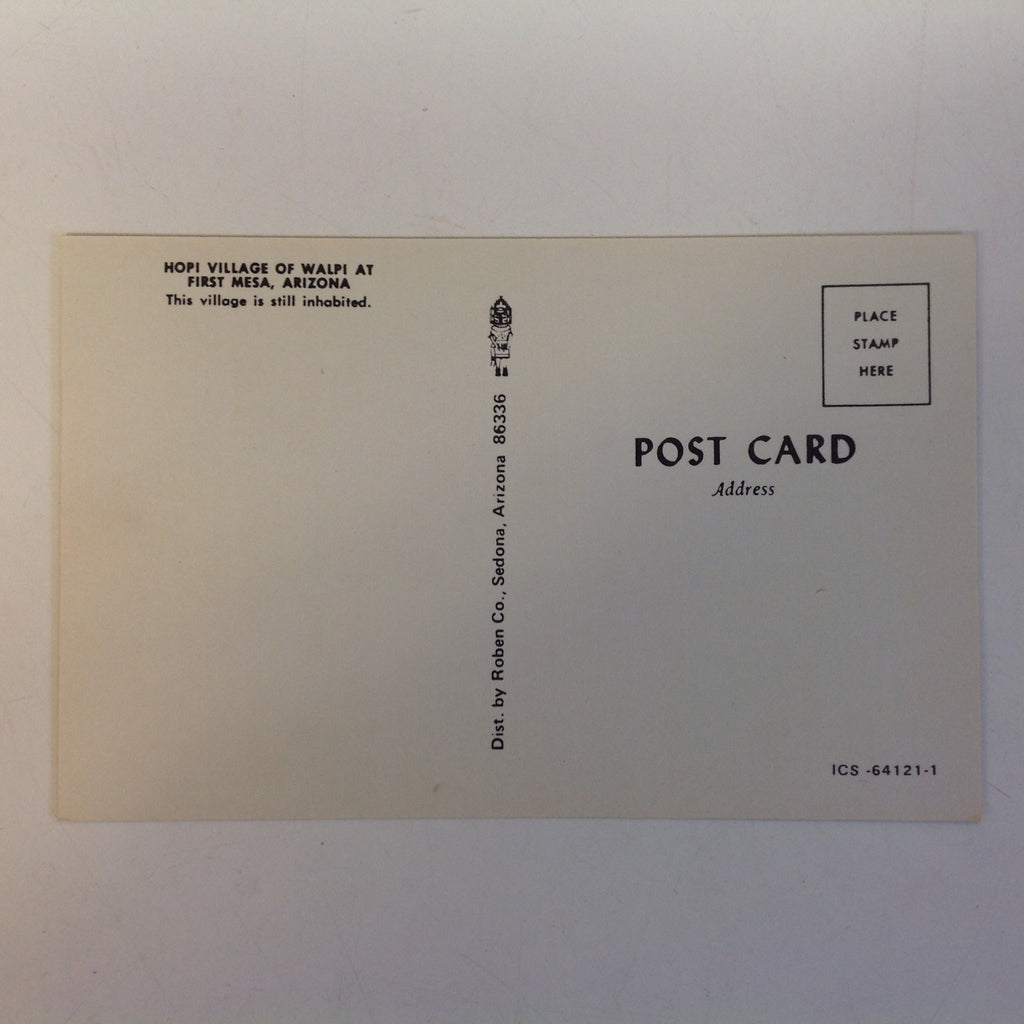 HOPI VILLAGE OF WALPI AT
FIRST MESA, ARIZONA
This village is still inhabited.
Dist. by Roben Co., Sedona, Arizona 86336
PLACE
STAMP
HERE
POST CARD
Address
ICS -64121-1